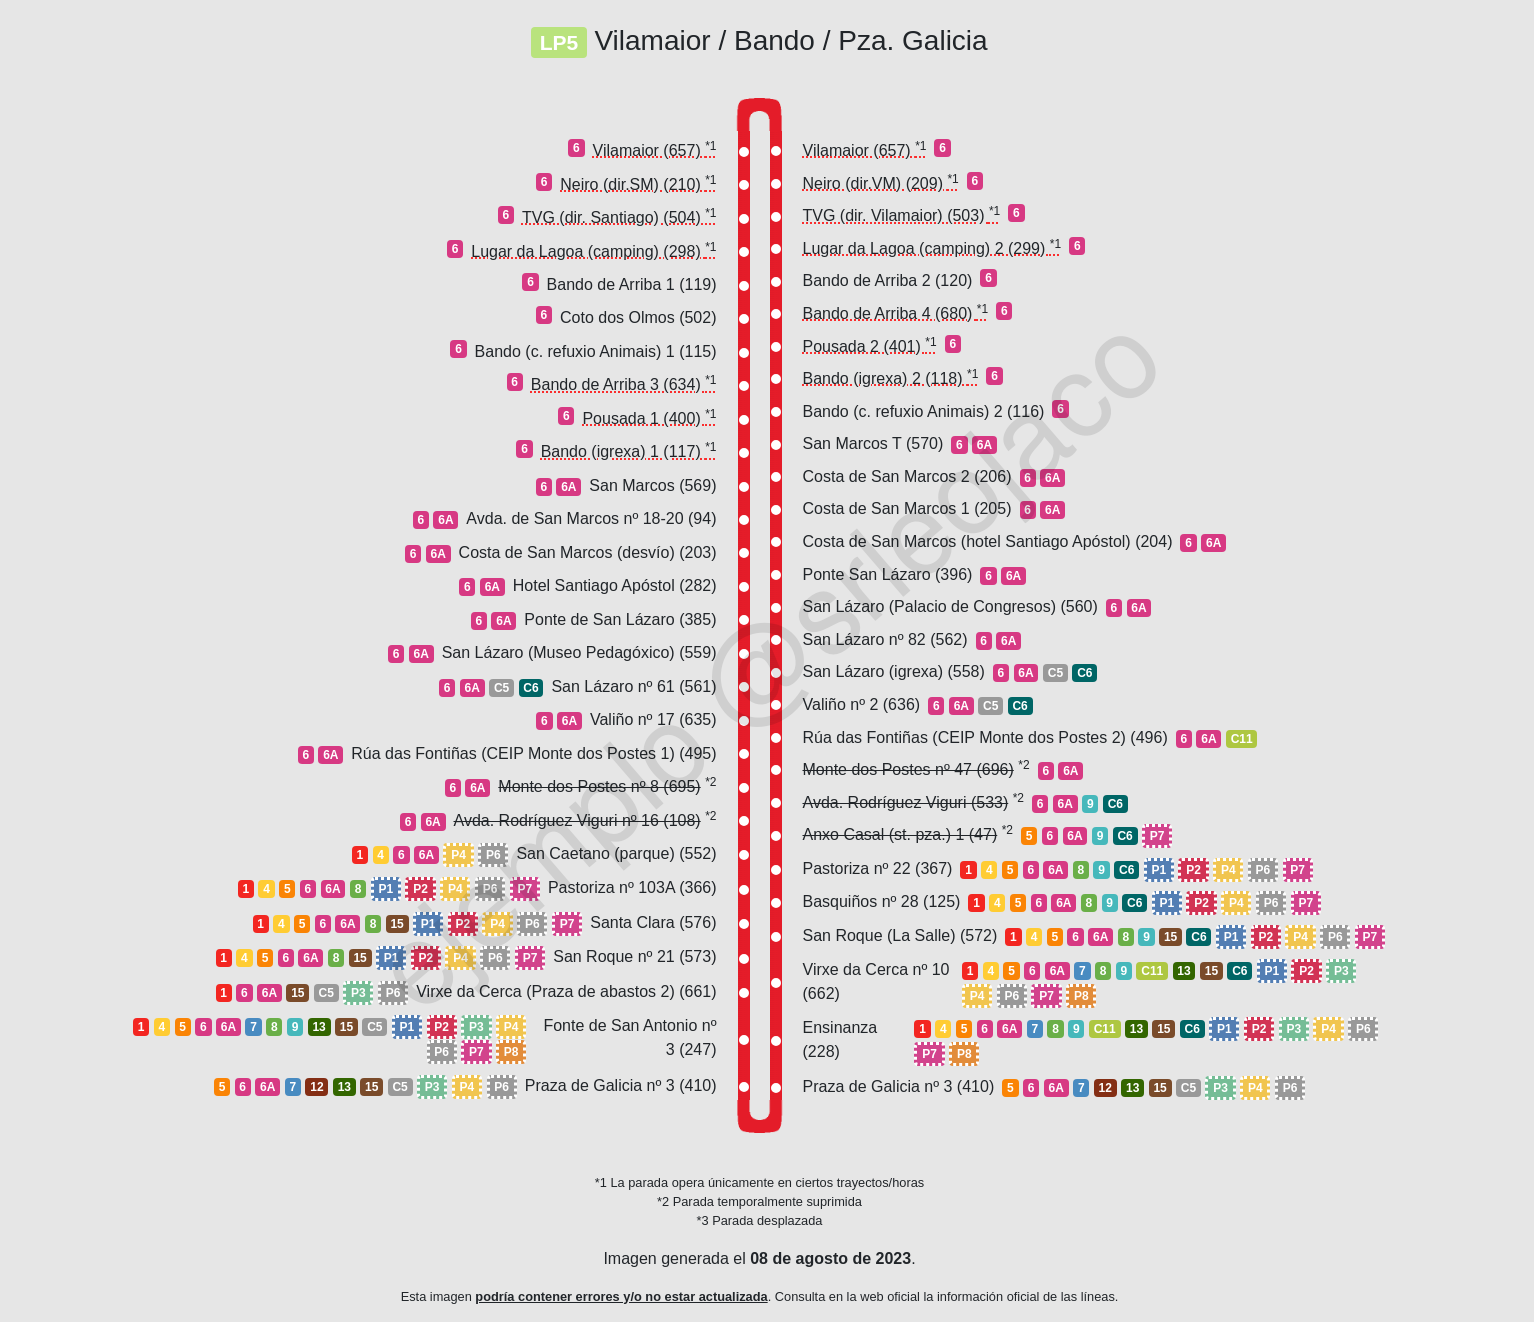 LP5 Vilamaior / Bando / Pza. Galicia
6 Vilamaior (657) *1
6 Neiro (dir.SM) (210) *1
6 TVG (dir. Santiago) (504) *1
6 Lugar da Lagoa (camping) (298) *1
6 Bando de Arriba 1 (119)
6 Coto dos Olmos (502)
6 Bando (c. refuxio Animais) 1 (115)
6 Bando de Arriba 3 (634) *1
6 Pousada 1 (400) *1
6 Bando (igrexa) 1 (117) *1
6 6A San Marcos (569)
6 6A Avda. de San Marcos nº 18-20 (94)
6 6A Costa de San Marcos (desvío) (203)
6 6A Hotel Santiago Apóstol (282)
6 6A Ponte de San Lázaro (385)
6 6A San Lázaro (Museo Pedagóxico) (559)
6 6A C5 C6 San Lázaro nº 61 (561)
6 6A Valiño nº 17 (635)
6 6A Rúa das Fontiñas (CEIP Monte dos Postes 1) (495)
6 6A Monte dos Postes nº 8 (695) *2
6 6A Avda. Rodríguez Viguri nº 16 (108) *2
1 4 6 6A P4 P6 San Caetano (parque) (552)
1 4 5 6 6A 8 P1 P2 P4 P6 P7 Pastoriza nº 103A (366)
1 4 5 6 6A 8 15 P1 P2 P4 P6 P7 Santa Clara (576)
1 4 5 6 6A 8 15 P1 P2 P4 P6 P7 San Roque nº 21 (573)
1 6 6A 15 C5 P3 P6 Virxe da Cerca (Praza de abastos 2) (661)
1 4 5 6 6A 7 8 9 13 15 C5 P1 P2 P3 P4 Fonte de San Antonio nº
P6 P7 P8 3 (247)
5 6 6A 7 12 13 15 C5 P3 P4 P6 Praza de Galicia nº 3 (410)
Vilamaior (657) *1 6
Neiro (dir.VM) (209) *1 6
TVG (dir. Vilamaior) (503) *1 6
Lugar da Lagoa (camping) 2 (299) *1 6
Bando de Arriba 2 (120) 6
Bando de Arriba 4 (680) *1 6
Pousada 2 (401) *1 6
Bando (igrexa) 2 (118) *1 6
Bando (c. refuxio Animais) 2 (116) 6
San Marcos T (570) 6 6A
Costa de San Marcos 2 (206) 6 6A
Costa de San Marcos 1 (205) 6 6A
Costa de San Marcos (hotel Santiago Apóstol) (204) 6 6A
Ponte San Lázaro (396) 6 6A
San Lázaro (Palacio de Congresos) (560) 6 6A
San Lázaro nº 82 (562) 6 6A
San Lázaro (igrexa) (558) 6 6A C5 C6
Valiño nº 2 (636) 6 6A C5 C6
Rúa das Fontiñas (CEIP Monte dos Postes 2) (496) 6 6A C11
Monte dos Postes nº 47 (696) *2 6 6A
Avda. Rodríguez Viguri (533) *2 6 6A 9 C6
Anxo Casal (st. pza.) 1 (47) *2 5 6 6A 9 C6 P7
Pastoriza nº 22 (367) 1 4 5 6 6A 8 9 C6 P1 P2 P4 P6 P7
Basquiños nº 28 (125) 1 4 5 6 6A 8 9 C6 P1 P2 P4 P6 P7
San Roque (La Salle) (572) 1 4 5 6 6A 8 9 15 C6 P1 P2 P4 P6 P7
Virxe da Cerca nº 10 1 4 5 6 6A 7 8 9 C11 13 15 C6 P1 P2 P3
(662) P4 P6 P7 P8
Ensinanza 1 4 5 6 6A 7 8 9 C11 13 15 C6 P1 P2 P3 P4 P6
(228) P7 P8
Praza de Galicia nº 3 (410) 5 6 6A 7 12 13 15 C5 P3 P4 P6
ejemplo @srleojaco
*1 La parada opera únicamente en ciertos trayectos/horas
*2 Parada temporalmente suprimida
*3 Parada desplazada
Imagen generada el 08 de agosto de 2023.
Esta imagen podría contener errores y/o no estar actualizada. Consulta en la web oficial la información oficial de las líneas.